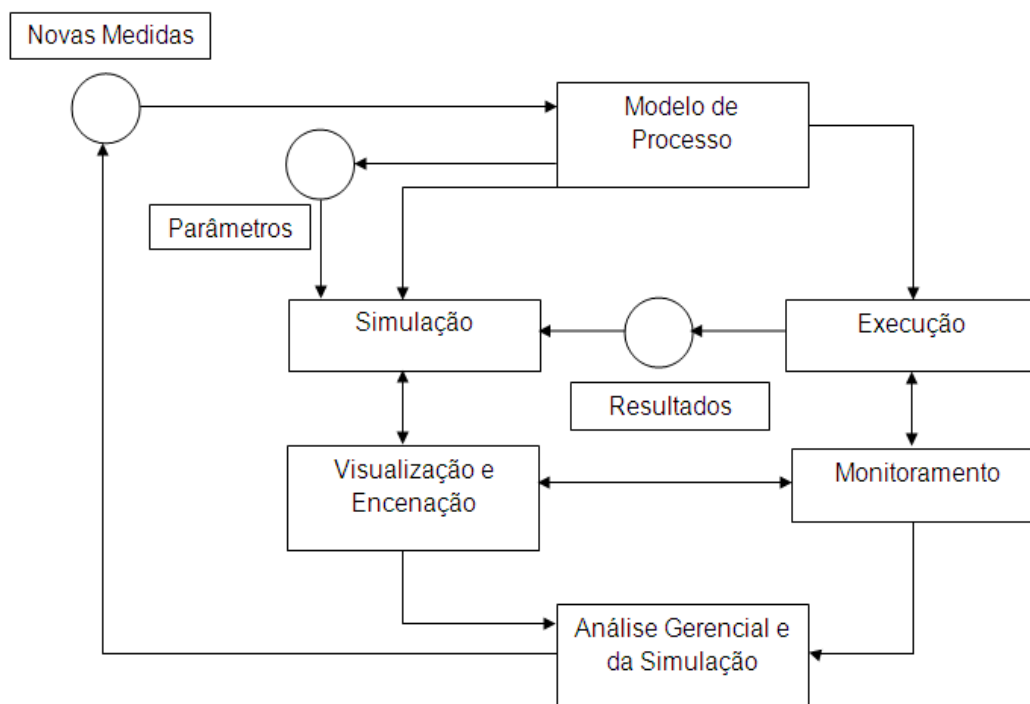 Novas Medidas
Modelo de
Processo
Parâmetros
Simulação
Execução
Resultados
Visualização e
Encenação
Monitoramento
Análise Gerencial e
da Simulação